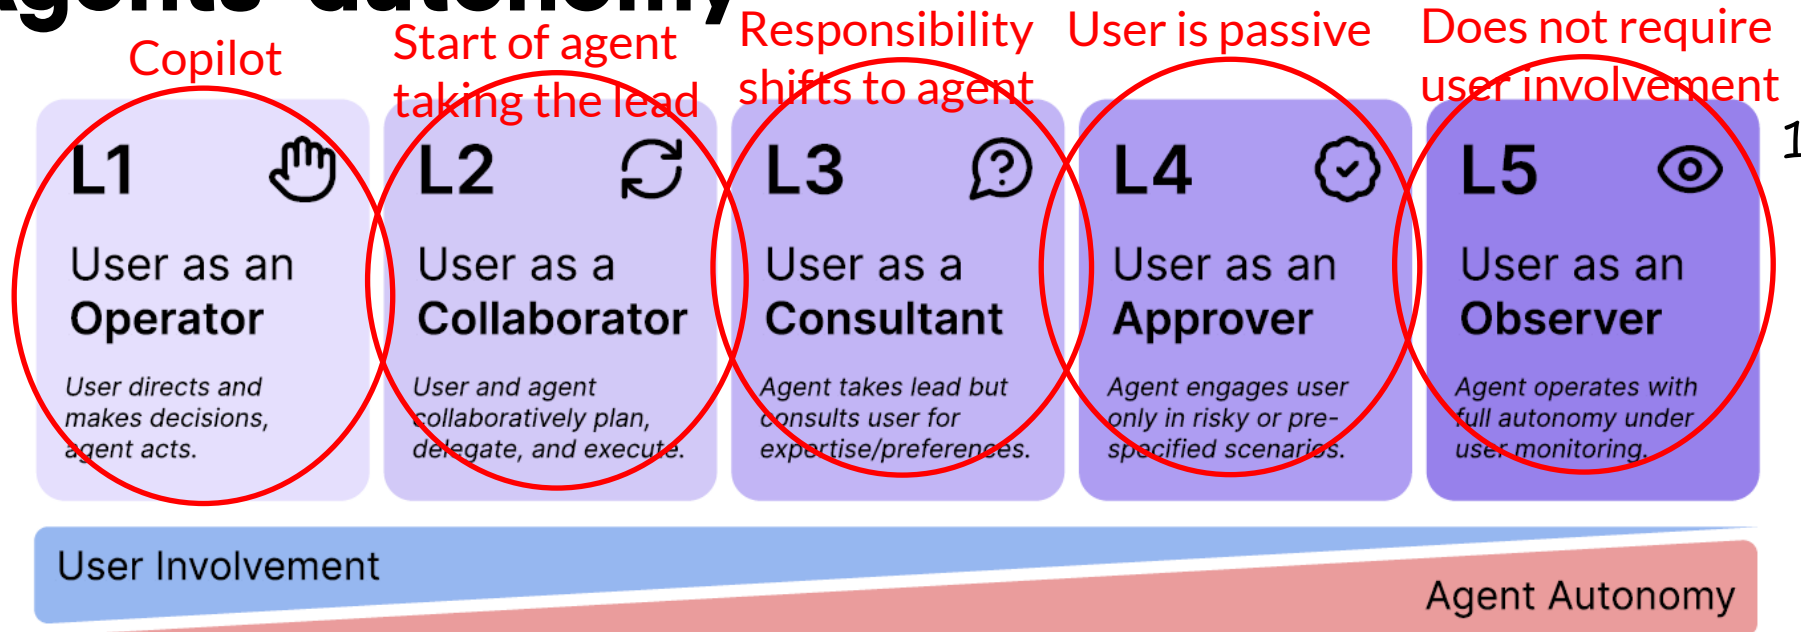 Agents' autonomy
Copilot
Start of agent
taking the lead
Responsibility
shifts to agent
User is passive
Does not require
user involvement
L1
User as an
Operator
User directs and
makes decisions,
agent acts.
L2
User as a
Collaborator
User and agent
collaboratively plan,
delegate, and execute.
L3
User as a
Consultant
Agent takes lead but
consults user for
expertise/preferences.
L4
User as an
Approver
Agent engages user
only in risky or pre-
specified scenarios.
L5
User as an
Observer
Agent operates with
full autonomy under
user monitoring.
1
User Involvement
Agent Autonomy